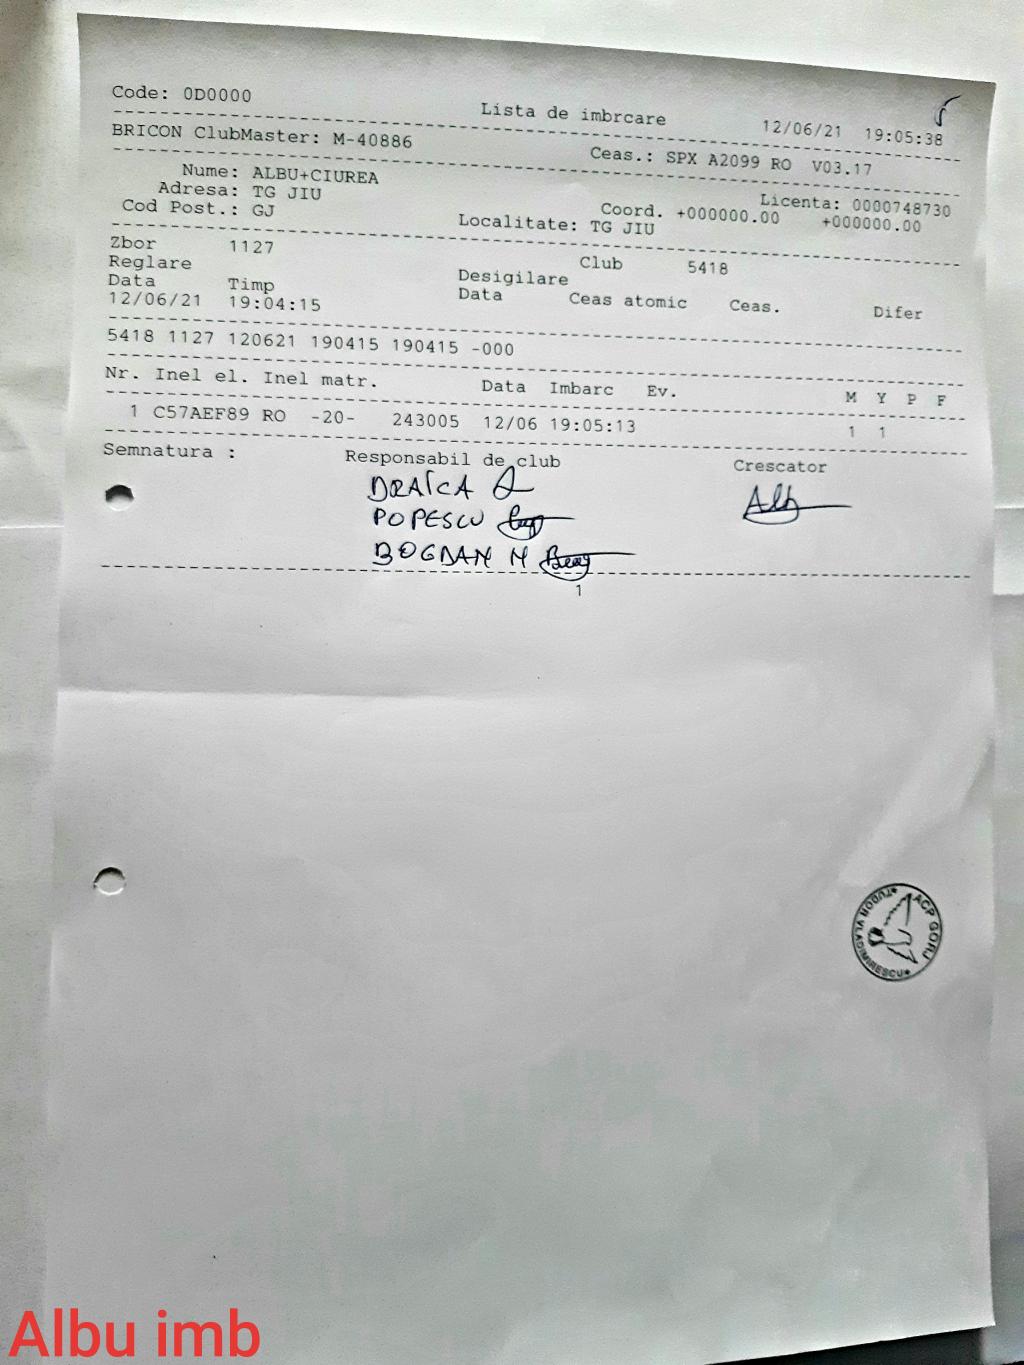 Code: 0D0000 Lista de imbrcare 12/06/21 19:05:38
BRICON ClubMaster: M-40886 Ceas.: SPX A2099 RO V03.17
Nume: ALBU+CIUREA Licenta: 0000748730
Adresa: TG JIU Coord. +000000.00 +000000.00
Cod Post.: GJ Localitate: TG JIU
Zbor 1127 Club 5418
Reglare Desigilare
Data Timp Data Ceas atomic Ceas. Difer
12/06/21 19:04:15
5418 1127 120621 190415 190415 -000
Nr. Inel el. Inel matr. Data Imbarc Ev. M Y P F
1 C57AEF89 RO -20- 243005 12/06 19:05:13 1 1
Semnatura : Responsabil de club Crescator
DRAICA
POPESCU
BOGDAN M
1
ACP GORJ
*TUDOR VLADIMIRESCU*
Albu imb